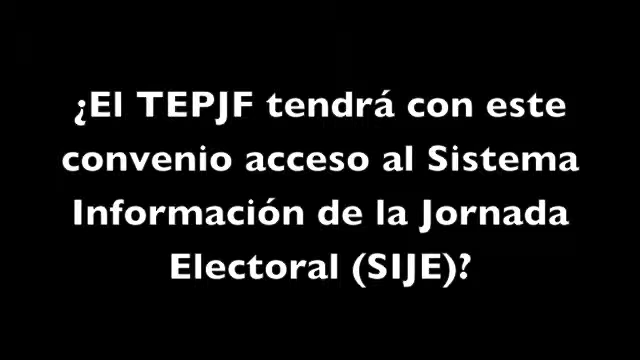 ¿El TEPJF tendrá con este
convenio acceso al Sistema
Información de la Jornada
Electoral (SIJE)?